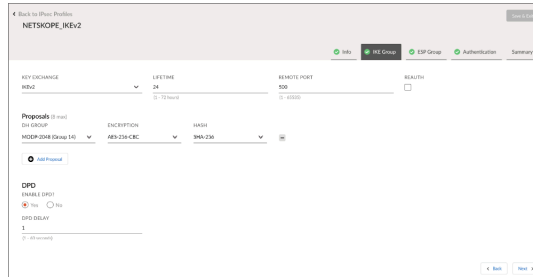 Back to IPsec Profiles
NETSKOPE_IKEv2
Info IKE Group ESP Group Authentication Summary
KEY EXCHANGE LIFETIME REMOTE PORT REAUTH
IKEv2 24 500
(1 - 72 hours) (1 - 65535)
Proposals (8 max)
DH GROUP ENCRYPTION HASH
MODP-2048 (Group 14) AES-256-CBC SHA-256
Add Proposal
DPD
ENABLE DPD?
Yes No
DPD DELAY
1
(1 - 60 seconds)
Back Next